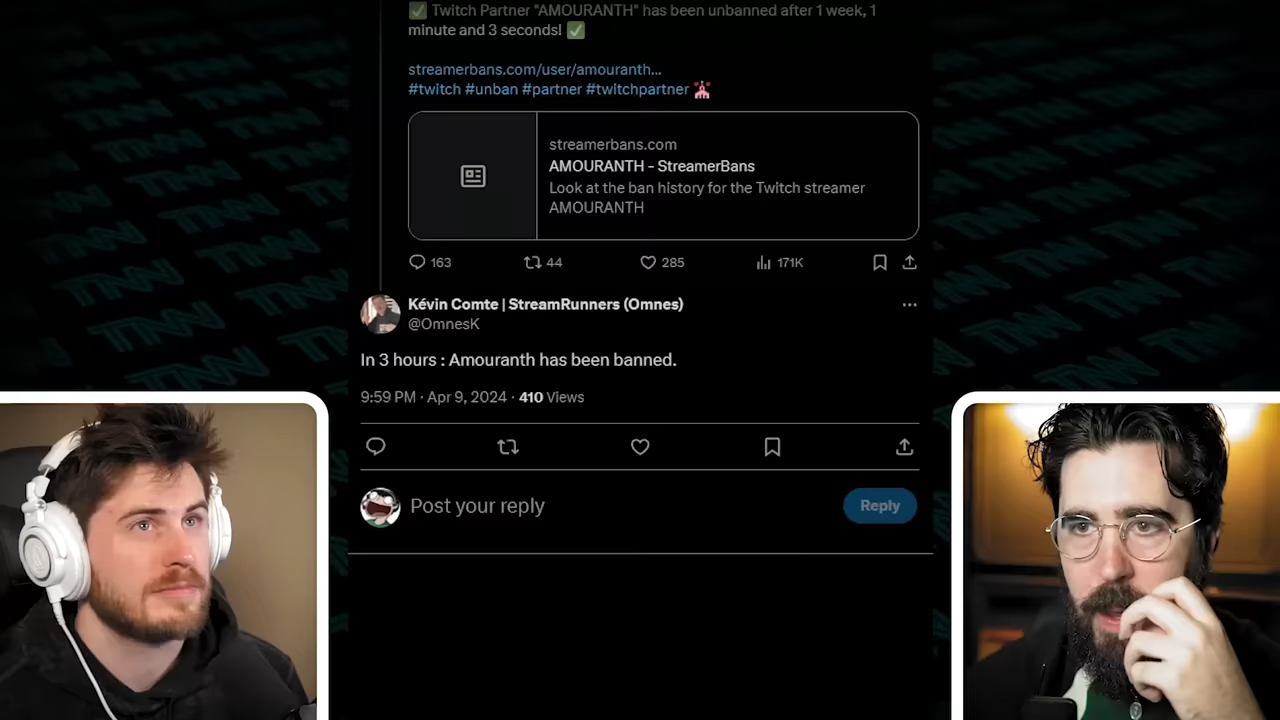 ✅ Twitch Partner "AMOURANTH" has been unbanned after 1 week, 1
minute and 3 seconds! ✅
streamerbans.com/user/amouranth…
#twitch #unban #partner #twitchpartner
streamerbans.com
AMOURANTH - StreamerBans
Look at the ban history for the Twitch streamer
AMOURANTH
163 44 285 171K
Kévin Comte | StreamRunners (Omnes)
@OmnesK
In 3 hours : Amouranth has been banned.
9:59 PM · Apr 9, 2024 · 410 Views
Post your reply
Reply